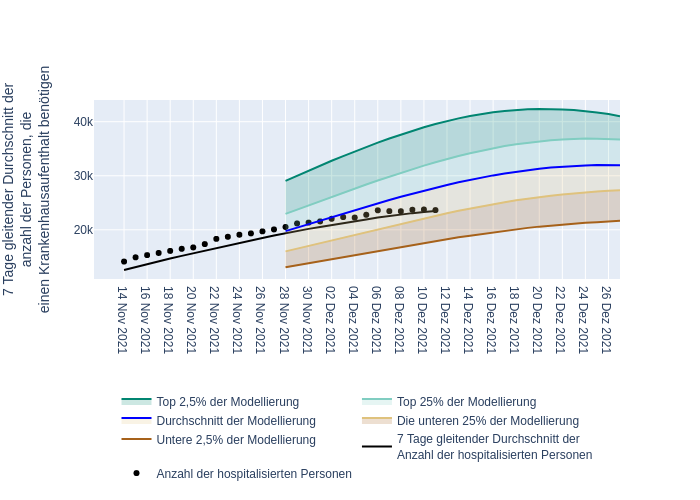 7 Tage gleitender Durchschnitt der
anzahl der Personen, die
einen Krankenhausaufenthalt benötigen
40k
30k
20k
14 Nov 2021
16 Nov 2021
18 Nov 2021
20 Nov 2021
22 Nov 2021
24 Nov 2021
26 Nov 2021
28 Nov 2021
30 Nov 2021
02 Dez 2021
04 Dez 2021
06 Dez 2021
08 Dez 2021
10 Dez 2021
12 Dez 2021
14 Dez 2021
16 Dez 2021
18 Dez 2021
20 Dez 2021
22 Dez 2021
24 Dez 2021
26 Dez 2021
Top 2,5% der Modellierung
Top 25% der Modellierung
Durchschnitt der Modellierung
Die unteren 25% der Modellierung
Untere 2,5% der Modellierung
7 Tage gleitender Durchschnitt der
Anzahl der hospitalisierten Personen
Anzahl der hospitalisierten Personen